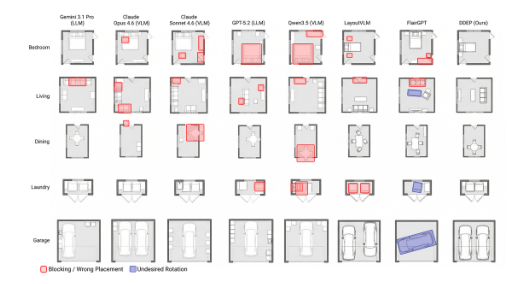 Gemini 3.1 Pro (LLM)
Claude Opus 4.6 (VLM)
Claude Sonnet 4.6 (VLM)
GPT-5.2 (LLM)
Qwen3.5 (VLM)
LayoutVLM
FlairGPT
DDEP (Ours)
Bedroom
Living
Dining
Laundry
Garage
Blocking / Wrong Placement
Undesired Rotation